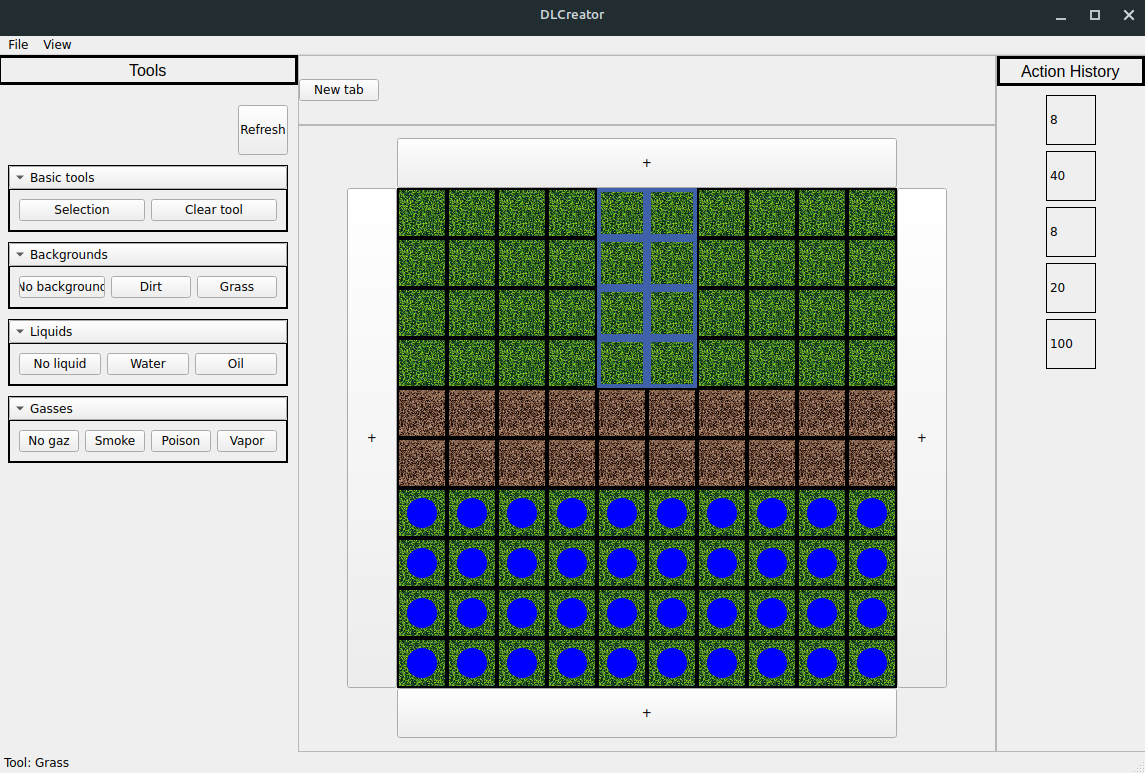 DLCreator
File View
Tools
New tab
Action History
Refresh
Basic tools
Selection Clear tool
Backgrounds
No background Dirt Grass
Liquids
No liquid Water Oil
Gasses
No gaz Smoke Poison Vapor
+
+
+
+
8
40
8
20
100
Tool: Grass